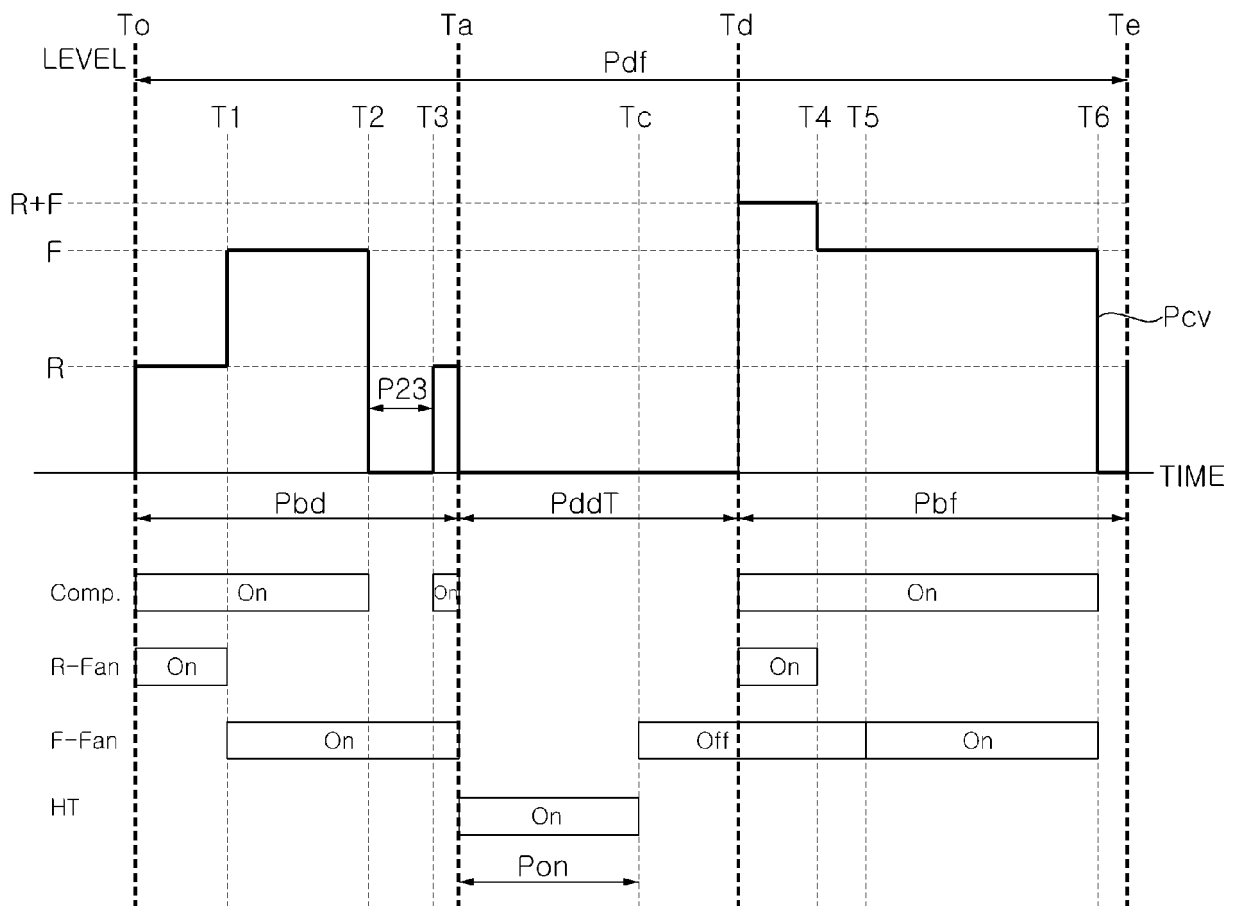 To Ta Td Te
LEVEL
Pdf
T1 T2 T3 Tc T4 T5 T6
R+F
F
Pcv
R
P23
TIME
Pbd PddT Pbf
Comp. On On On
R-Fan On On
F-Fan On Off On
HT On
Pon